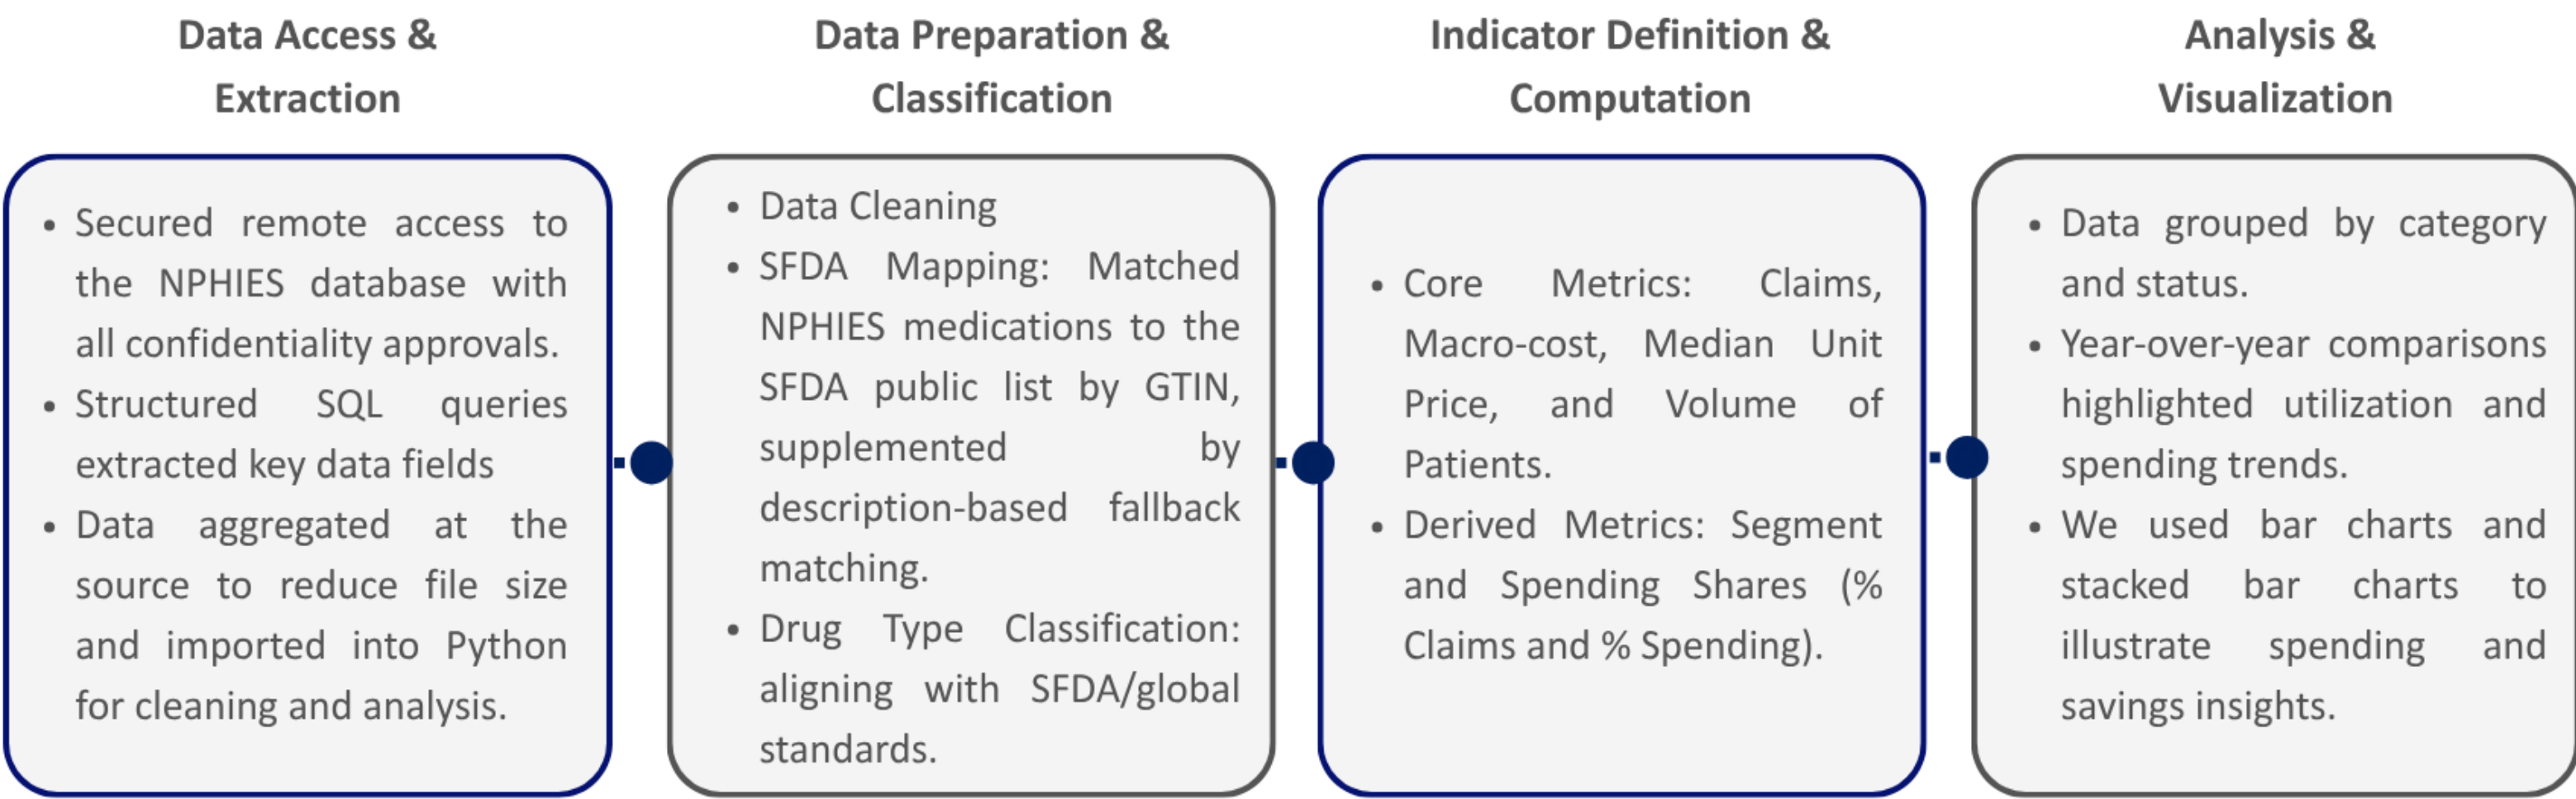 Data Access &
Extraction
• Secured remote access to
the NPHIES database with
all confidentiality approvals.
• Structured SQL queries
extracted key data fields
• Data aggregated at the
source to reduce file size
and imported into Python
for cleaning and analysis.
Data Preparation &
Classification
• Data Cleaning
• SFDA Mapping: Matched
NPHIES medications to the
SFDA public list by GTIN,
supplemented by
description-based fallback
matching.
• Drug Type Classification:
aligning with SFDA/global
standards.
Indicator Definition &
Computation
• Core Metrics: Claims,
Macro-cost, Median Unit
Price, and Volume of
Patients.
• Derived Metrics: Segment
and Spending Shares (%
Claims and % Spending).
Analysis &
Visualization
• Data grouped by category
and status.
• Year-over-year comparisons
highlighted utilization and
spending trends.
• We used bar charts and
stacked bar charts to
illustrate spending and
savings insights.